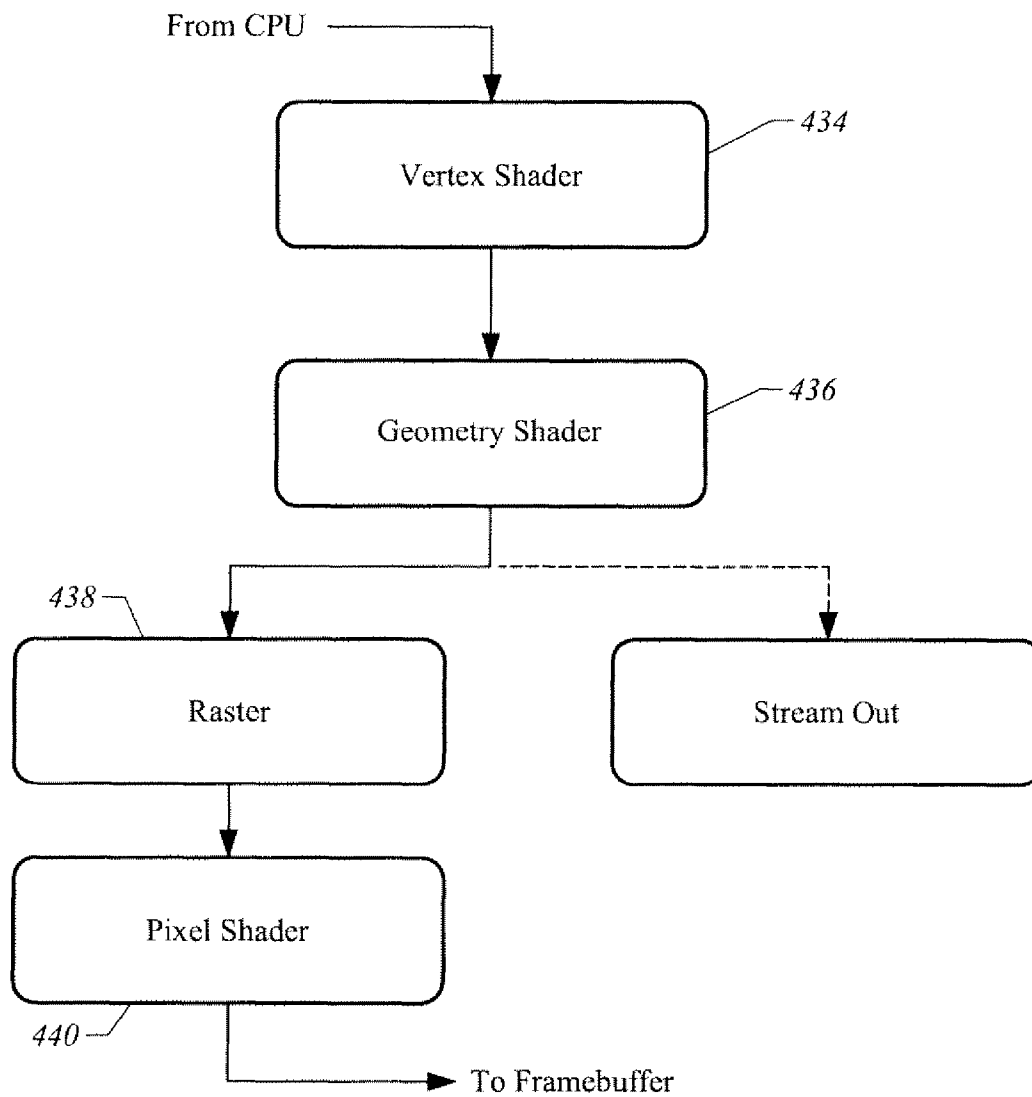 From CPU
434
Vertex Shader
436
Geometry Shader
438
Raster
Stream Out
Pixel Shader
440
To Framebuffer